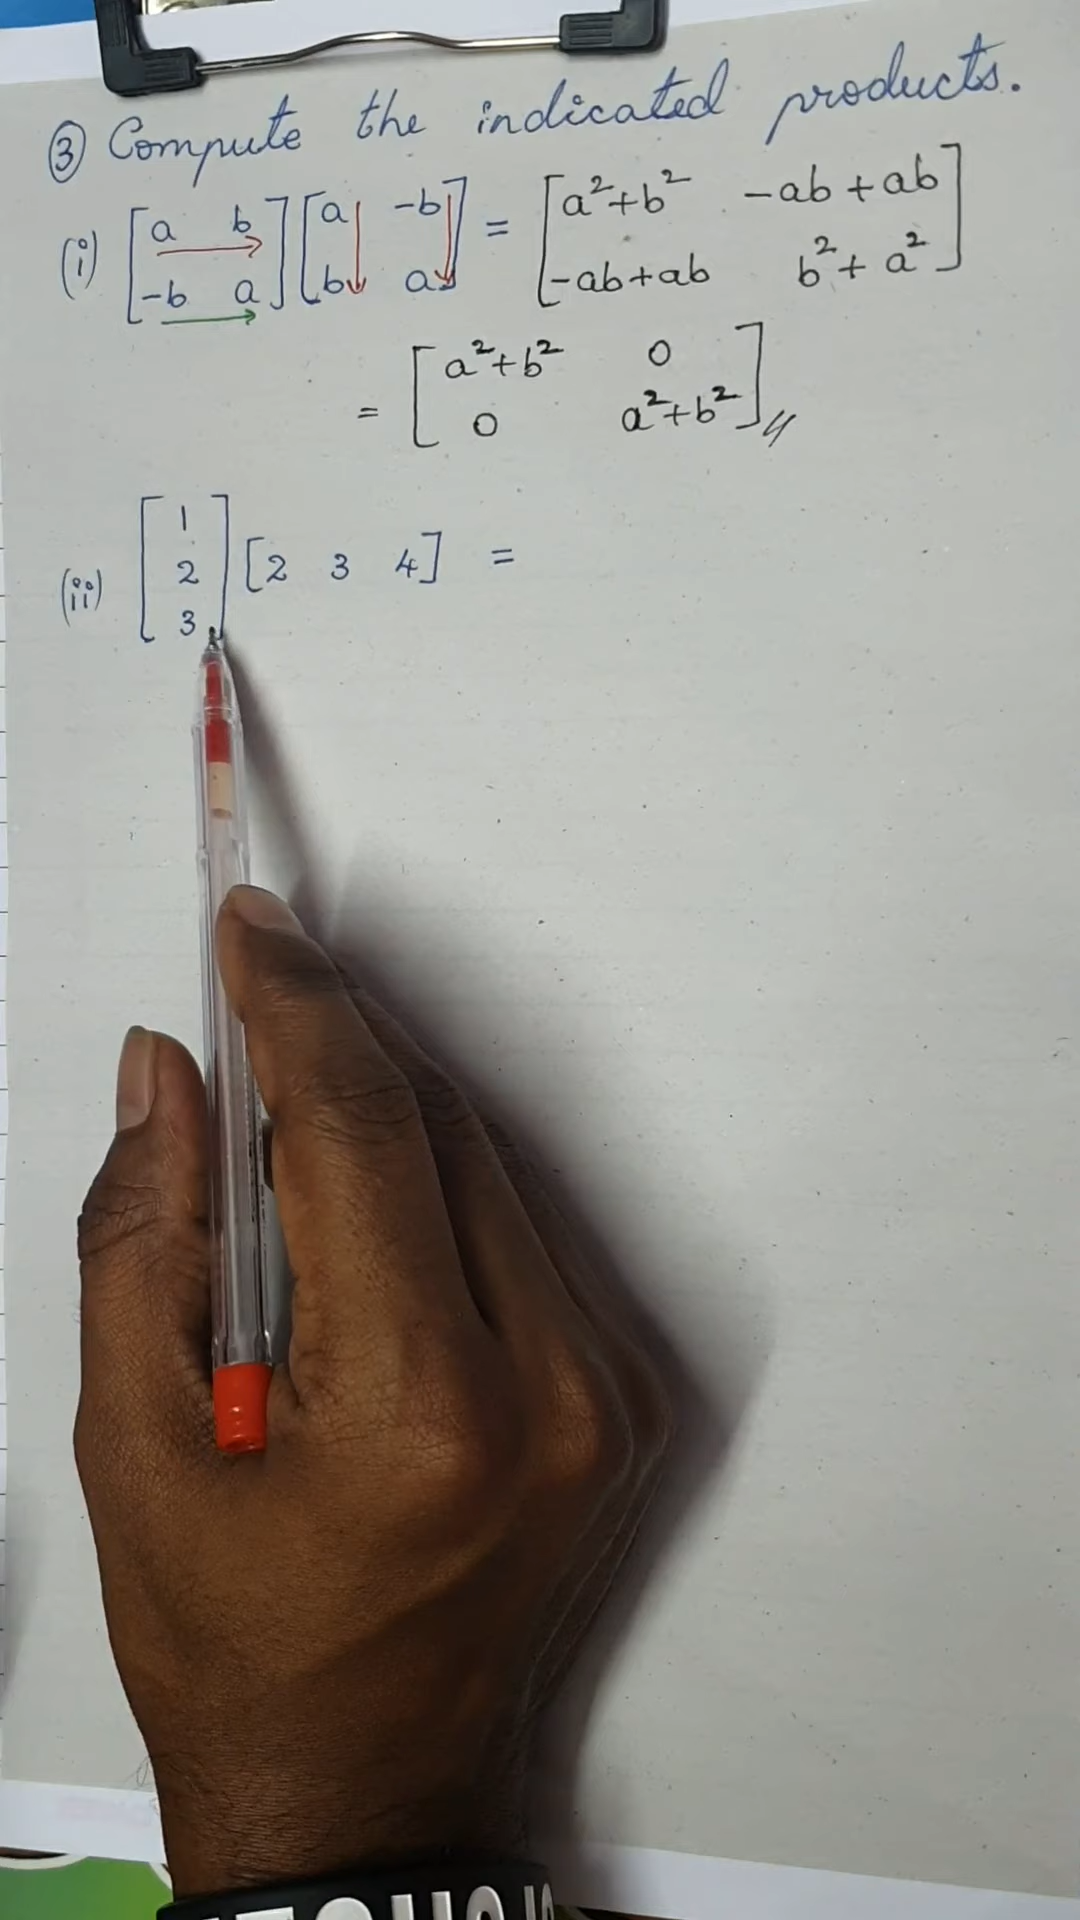 ③ Compute the indicated products.
(i) [a b -b a] [a -b b a] = [a²+b² -ab+ab -ab+ab b²+a²]
= [a²+b² 0 0 a²+b²]
(ii) [1 2 3] [2 3 4] =